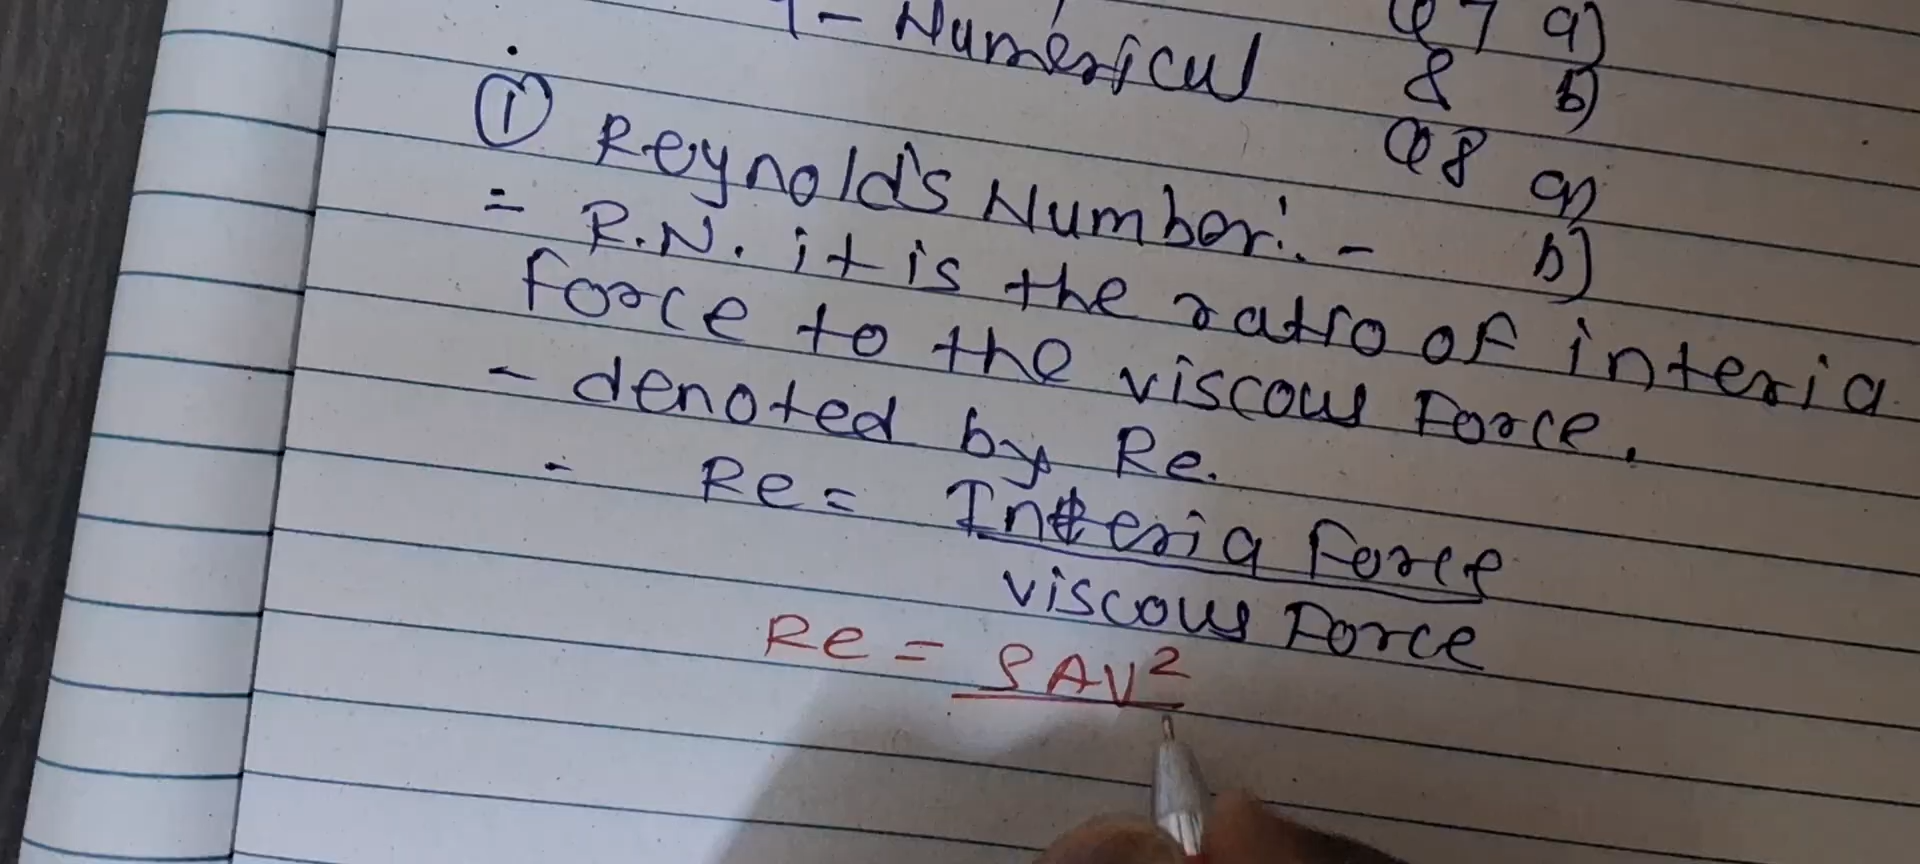 1 - Numerical Q7 a)
8 b)
Q8 a)
b)
① Reynold's Number: -
= R.N. it is the ratio of interia
force to the viscous Force.
- denoted by Re.
- Re = Interia Force
viscous Force
Re = ρAV²